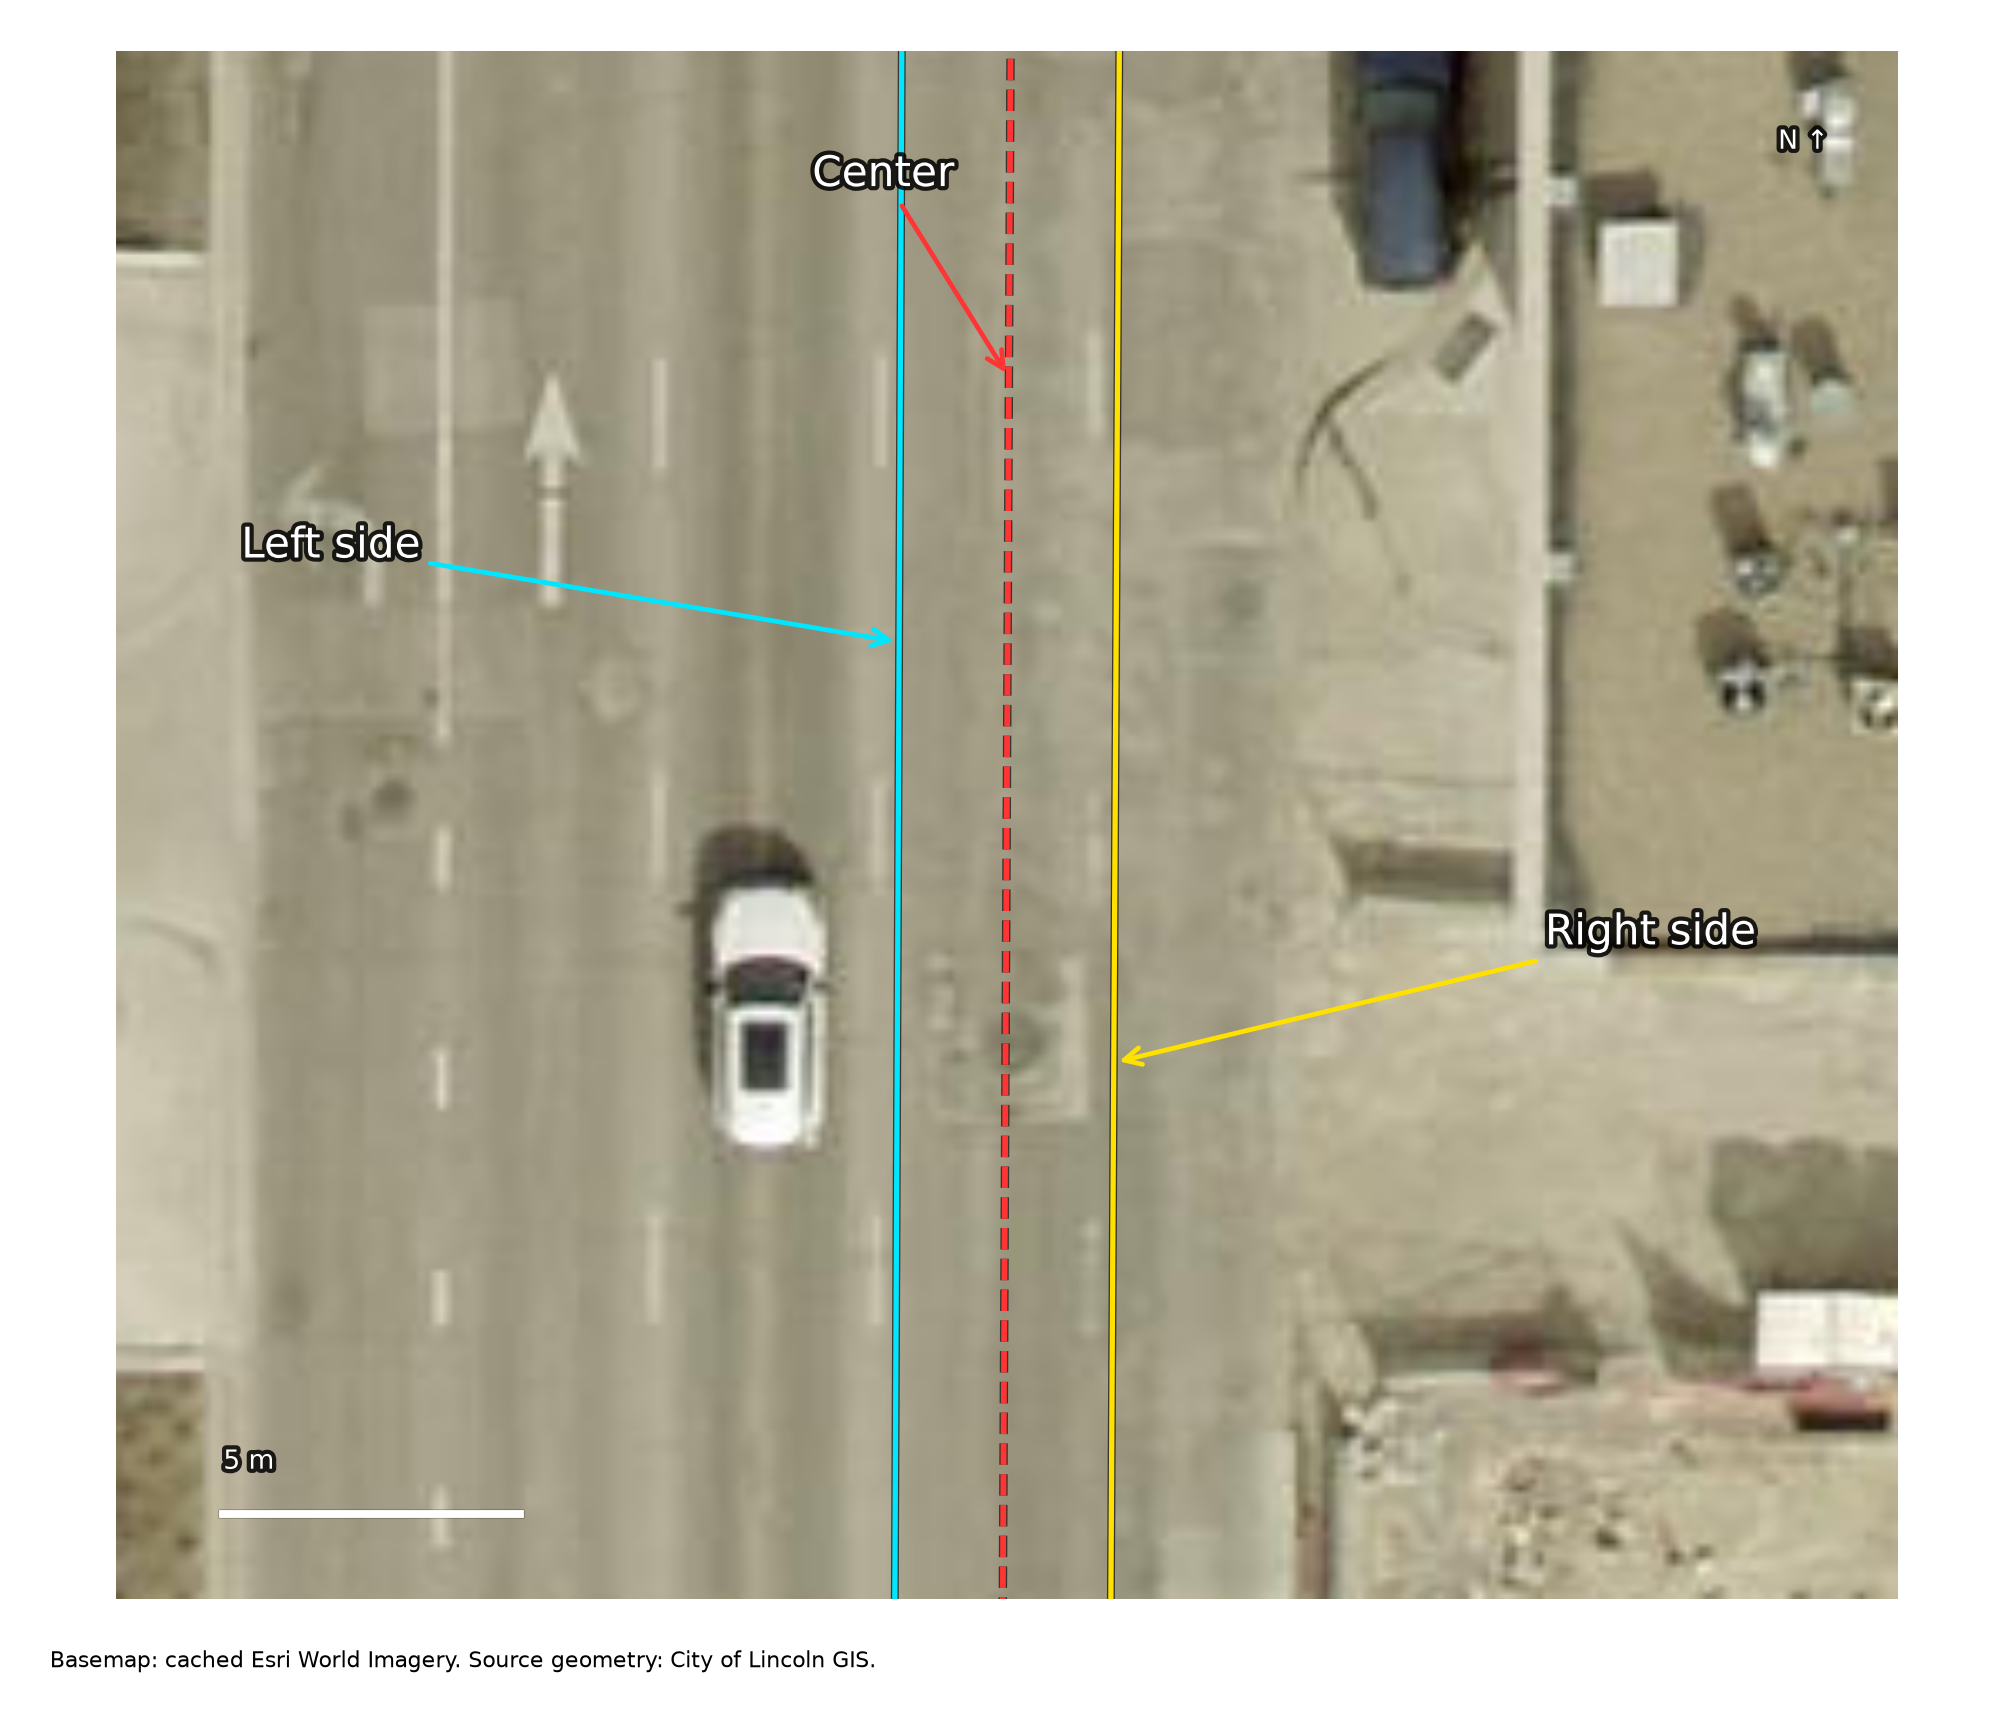 N ↑
Center
Left side
Right side
5 m
Basemap: cached Esri World Imagery. Source geometry: City of Lincoln GIS.